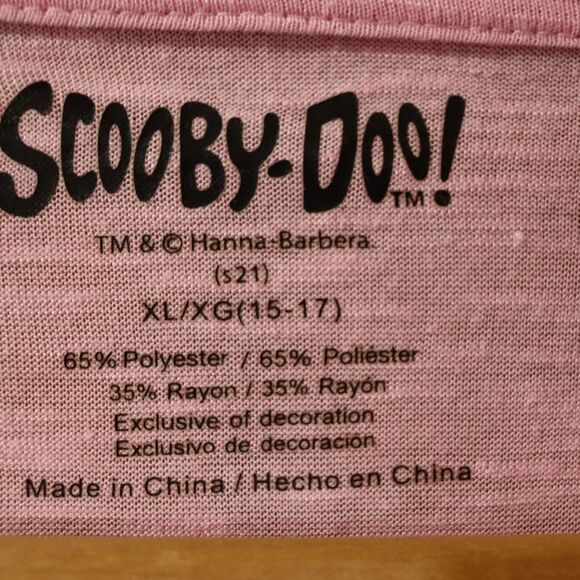 SCOOBY-DOO!
TM
TM & © Hanna-Barbera.
(s21)
XL/XG(15-17)
65% Polyester / 65% Poliéster
35% Rayon / 35% Rayón
Exclusive of decoration
Exclusivo de decoración
Made in China / Hecho en China